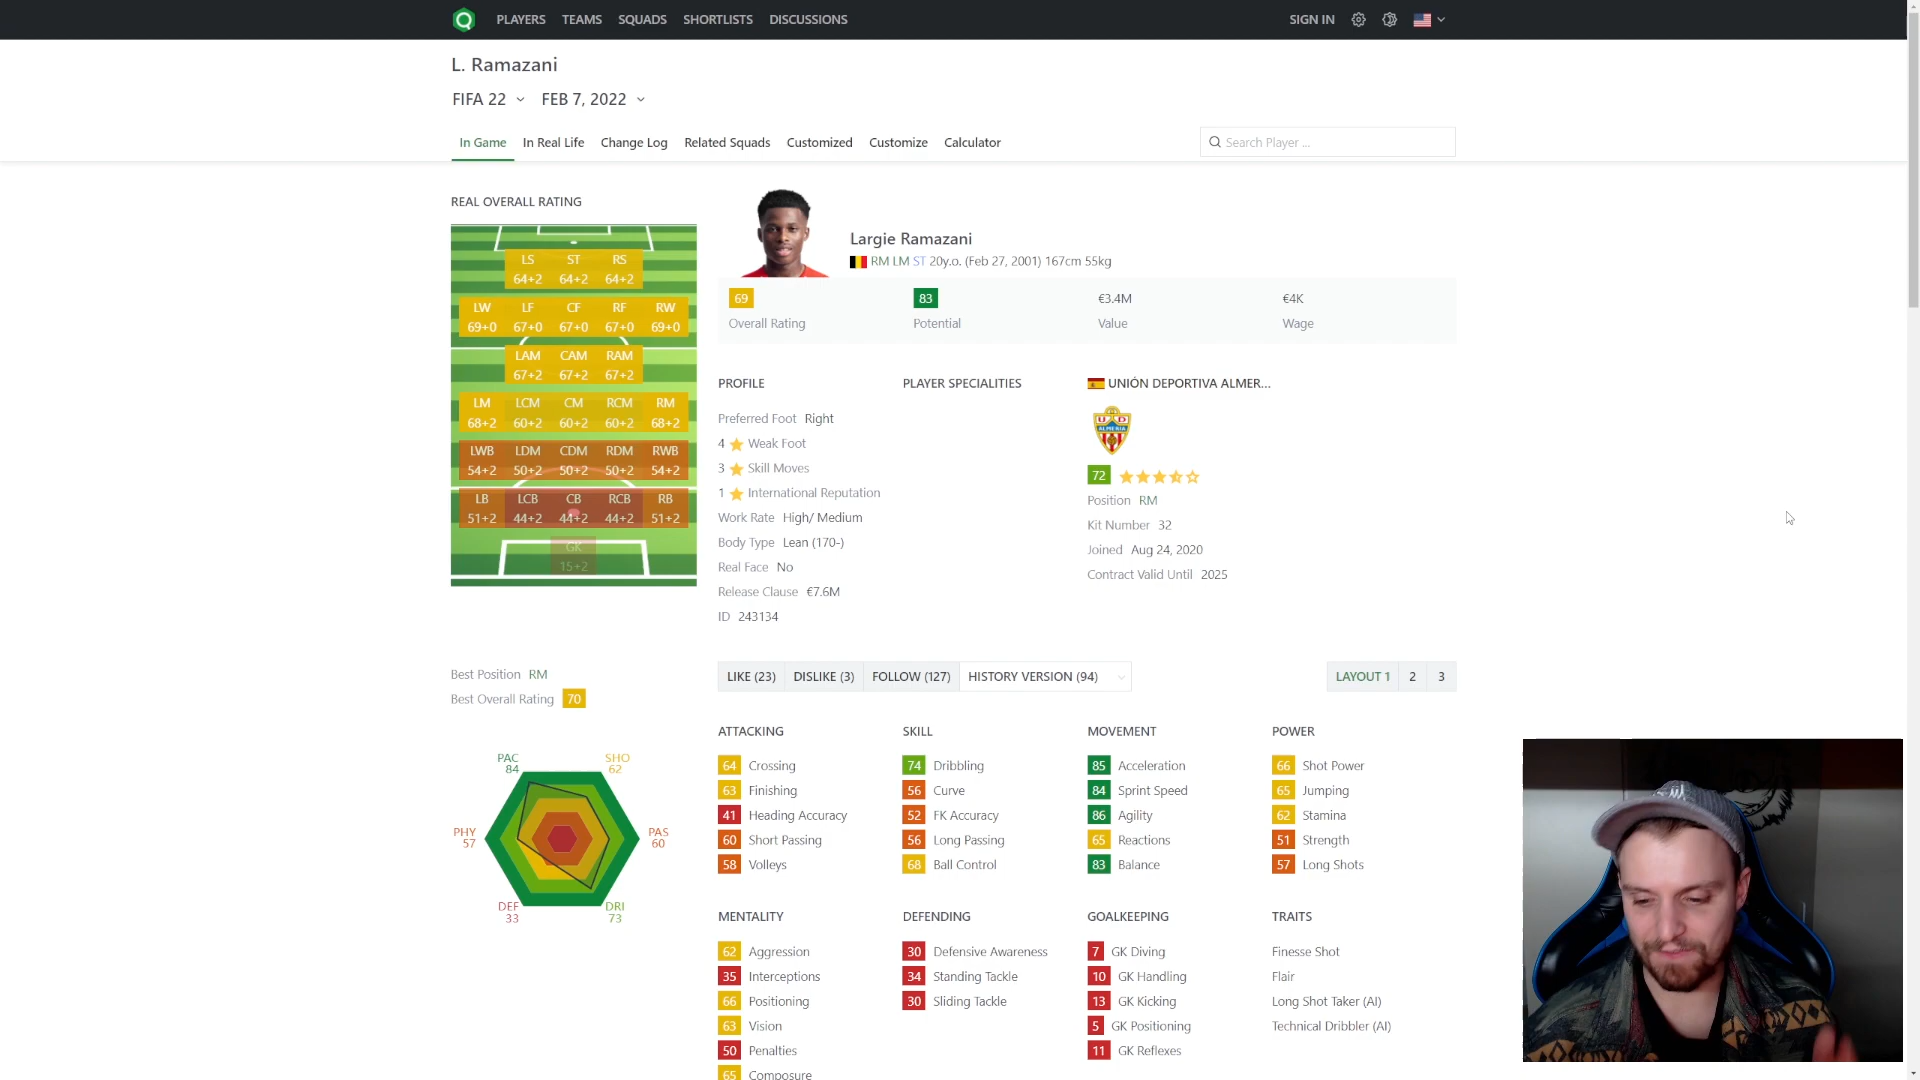 PLAYERS TEAMS SQUADS SHORTLISTS DISCUSSIONS SIGN IN
L. Ramazani
FIFA 22 FEB 7, 2022
In Game In Real Life Change Log Related Squads Customized Customize Calculator Search Player ...
REAL OVERALL RATING
LS ST RS
64+2 64+2 64+2
LW LF CF RF RW
69+0 67+0 67+0 67+0 69+0
LAM CAM RAM
67+2 67+2 67+2
LM LCM CM RCM RM
68+2 60+2 60+2 60+2 68+2
LWB LDM CDM RDM RWB
54+2 50+2 50+2 50+2 54+2
LB LCB CB RCB RB
51+2 44+2 44+2 44+2 51+2
GK
15+2
Largie Ramazani
RM LM ST 20y.o. (Feb 27, 2001) 167cm 55kg
69 83 €3.4M €4K
Overall Rating Potential Value Wage
PROFILE
Preferred Foot Right
4 Weak Foot
3 Skill Moves
1 International Reputation
Work Rate High/ Medium
Body Type Lean (170-)
Real Face No
Release Clause €7.6M
ID 243134
PLAYER SPECIALITIES
UNIÓN DEPORTIVA ALMER...
U D
ALMERIA
72
Position RM
Kit Number 32
Joined Aug 24, 2020
Contract Valid Until 2025
Best Position RM
Best Overall Rating 70
LIKE (23) DISLIKE (3) FOLLOW (127) HISTORY VERSION (94) LAYOUT 1 2 3
PAC
84
SHO
62
PHY
57
PAS
60
DEF
33
DRI
73
ATTACKING
64 Crossing
63 Finishing
41 Heading Accuracy
60 Short Passing
58 Volleys
SKILL
74 Dribbling
56 Curve
52 FK Accuracy
56 Long Passing
68 Ball Control
MOVEMENT
85 Acceleration
84 Sprint Speed
86 Agility
65 Reactions
83 Balance
POWER
66 Shot Power
65 Jumping
62 Stamina
51 Strength
57 Long Shots
MENTALITY
62 Aggression
35 Interceptions
66 Positioning
63 Vision
50 Penalties
65 Composure
DEFENDING
30 Defensive Awareness
34 Standing Tackle
30 Sliding Tackle
GOALKEEPING
7 GK Diving
10 GK Handling
13 GK Kicking
5 GK Positioning
11 GK Reflexes
TRAITS
Finesse Shot
Flair
Long Shot Taker (AI)
Technical Dribbler (AI)